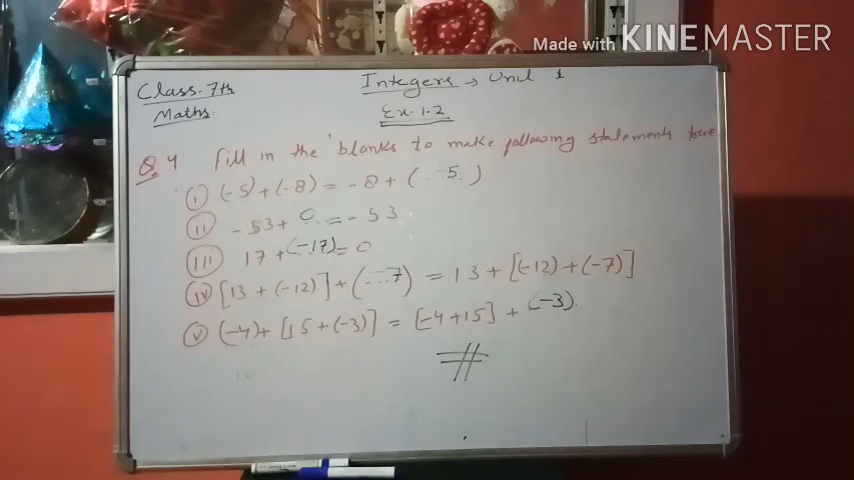 Made with KINEMASTER
Class-7th Integers → Unit 1
Maths. Ex.1.2.
Q.4 Fill in the blanks to make following statements true
(i) (-5)+(-8) = -8+(..-5..)
(ii) -53+ 0.. = -53
(iii) 17+(-17)=0
(iv) [13+(-12)]+(-...7) = 13+[(-12)+(-7)]
(v) (-4)+[15+(-3)] = [-4+15] + (-3).